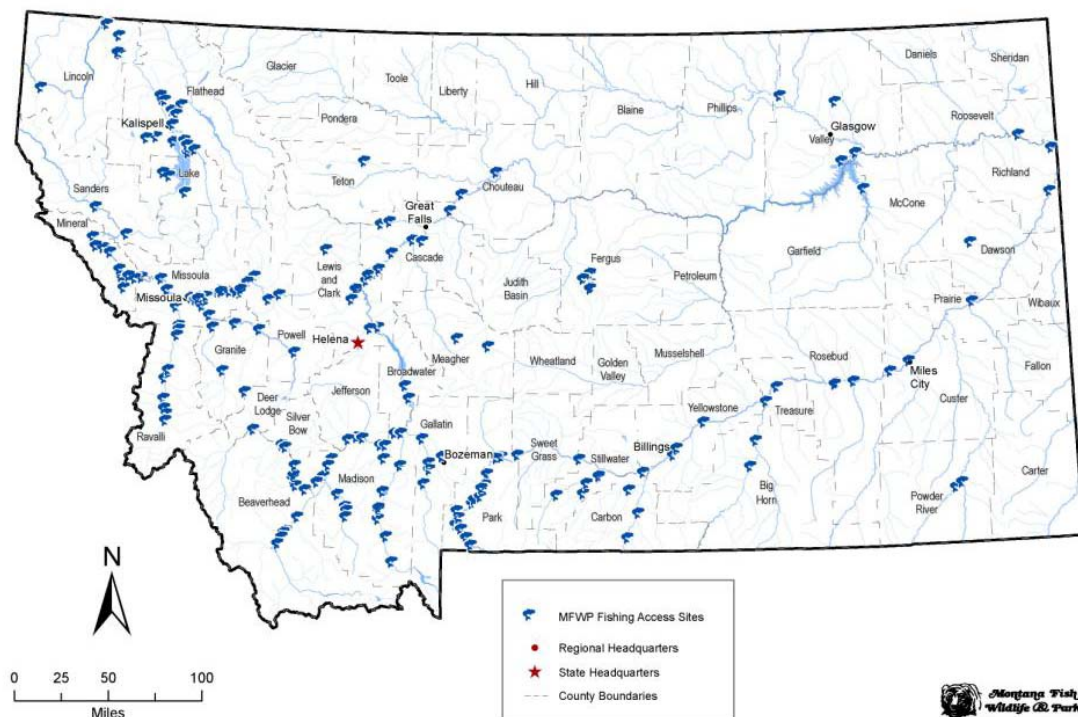 Lincoln
Flathead
Glacier
Toole
Liberty
Hill
Blaine
Phillips
Daniels
Sheridan
Roosevelt
Kalispell
Pondera
Valley
Glasgow
Sanders
Lake
Teton
Chouteau
Richland
McCone
Mineral
Great
Falls
Cascade
Missoula
Missoula
Lewis
and
Clark
Judith
Basin
Fergus
Petroleum
Garfield
Dawson
Prairie
Wibaux
Powell
Helena
Granite
Meagher
Wheatland
Golden
Valley
Musselshell
Rosebud
Miles
City
Fallon
Broadwater
Jefferson
Deer
Lodge
Silver
Bow
Ravalli
Gallatin
Bozeman
Sweet
Grass
Yellowstone
Treasure
Custer
Billings
Stillwater
Madison
Beaverhead
Park
Carbon
Big
Horn
Powder
River
Carter
N
0 25 50 100
Miles
MFWP Fishing Access Sites
Regional Headquarters
State Headquarters
County Boundaries
Montana Fish
Wildlife & Park